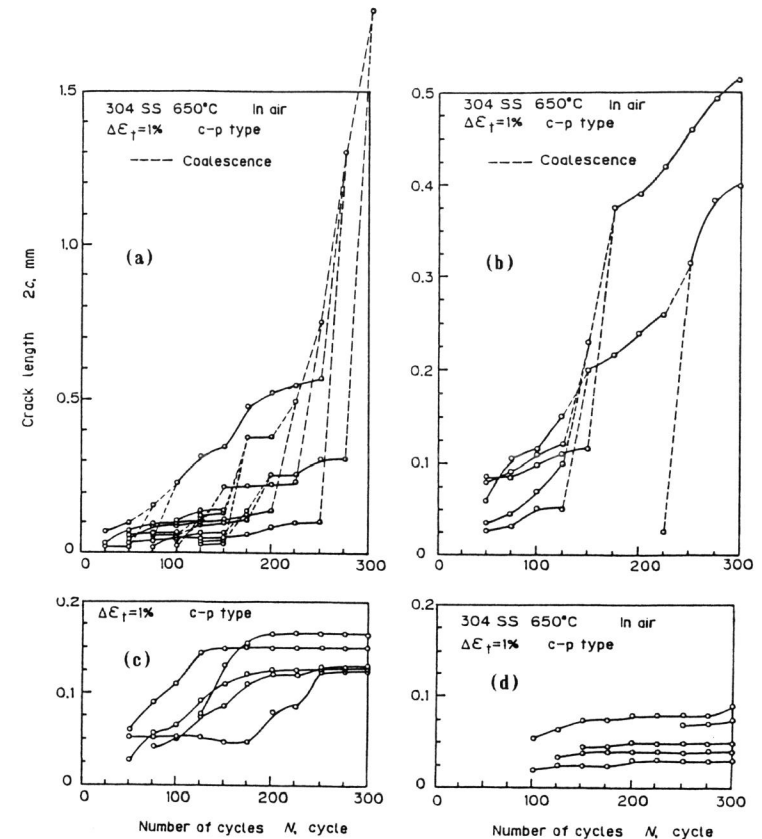 1.5
304 SS 650°C In air
Δεt=1% c-p type
---- Coalescence
1.0
(a)
0.5
0
0 100 200 300
Crack length 2c, mm
0.5
304 SS 650°C In air
Δεt=1% c-p type
---- Coalescence
0.4
(b)
0.3
0.2
0.1
0
0 100 200 300
0.2
Δεt=1% c-p type
(c)
0.1
0
0 100 200 300
Number of cycles N, cycle
0.2
304 SS 650°C In air
Δεt=1% c-p type
(d)
0.1
0
0 100 200 300
Number of cycles N, cycle